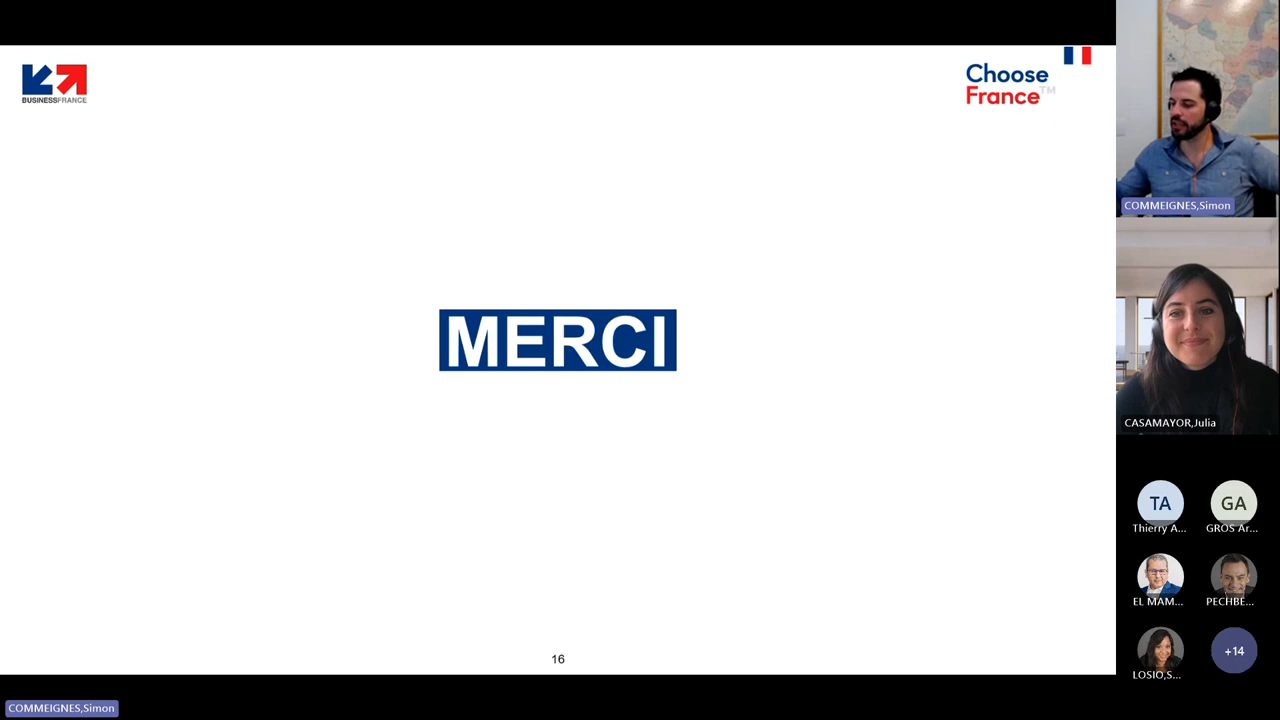 BUSINESSFRANCE
Choose
France™
MERCI
16
COMMEIGNES,Simon
CASAMAYOR,Julia
TA
Thierry A...
GA
GROS Ar...
EL MAM...
PECHBE...
LOSIO,S...
+14
COMMEIGNES,Simon